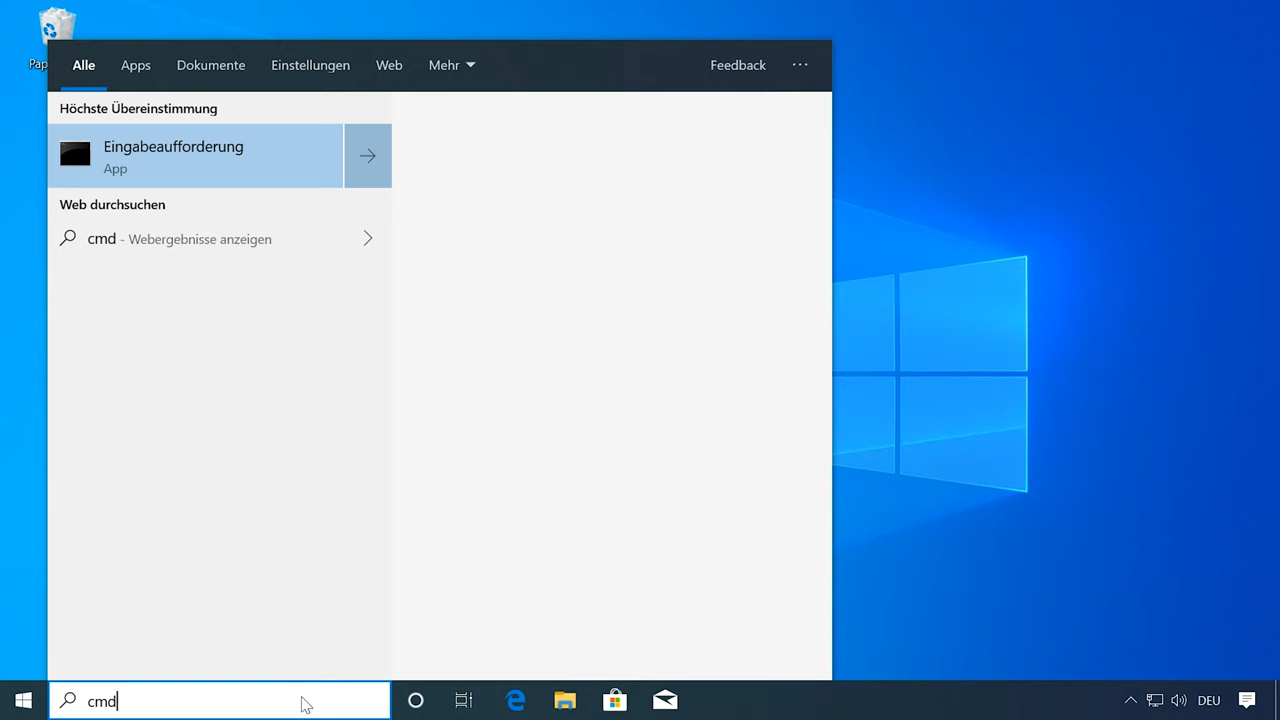 Pap
Alle Apps Dokumente Einstellungen Web Mehr Feedback ...
Höchste Übereinstimmung
Eingabeaufforderung
App
Web durchsuchen
cmd - Webergebnisse anzeigen
cmd
DEU